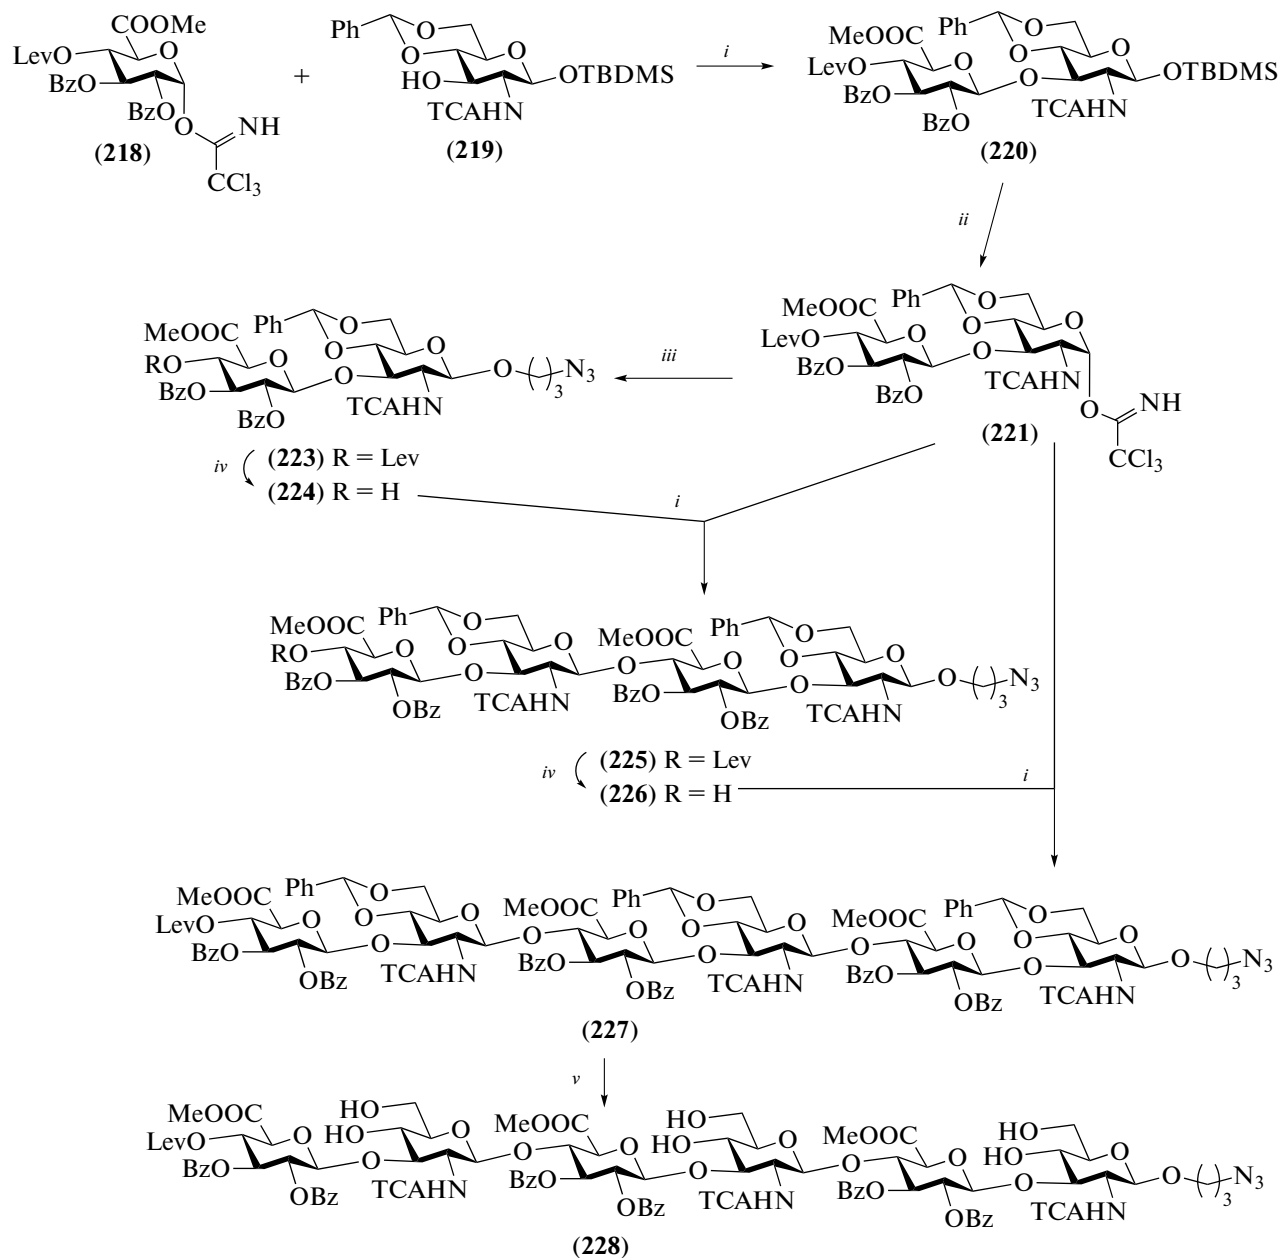 COOMe
LevO
O
BzO
BzO
O
NH
CCl3
(218)
+
Ph
O
O
O
HO
OTBDMS
TCAHN
(219)
i
Ph
O
MeOOC
O
O
LevO
O
O
OTBDMS
BzO
TCAHN
BzO
(220)
ii
Ph
O
MeOOC
O
O
RO
O
O
O
N3
BzO
TCAHN
3
BzO
(223) R = Lev
iv
(224) R = H
iii
Ph
O
MeOOC
O
O
LevO
O
O
BzO
TCAHN
BzO
O
NH
CCl3
(221)
i
Ph
O
MeOOC
O
O
RO
O
O
O
BzO
TCAHN
OBz
MeOOC
Ph
O
O
O
O
O
O
N3
BzO
TCAHN
3
OBz
(225) R = Lev
iv
(226) R = H
i
Ph
O
MeOOC
O
O
LevO
O
O
O
BzO
TCAHN
OBz
MeOOC
Ph
O
O
O
O
O
O
BzO
TCAHN
OBz
MeOOC
Ph
O
O
O
O
O
O
N3
BzO
TCAHN
3
OBz
(227)
v
MeOOC
HO
O
LevO
HO
O
O
O
BzO
TCAHN
OBz
MeOOC
HO
O
HO
O
O
O
BzO
TCAHN
OBz
MeOOC
HO
O
HO
O
O
O
N3
BzO
TCAHN
3
OBz
(228)